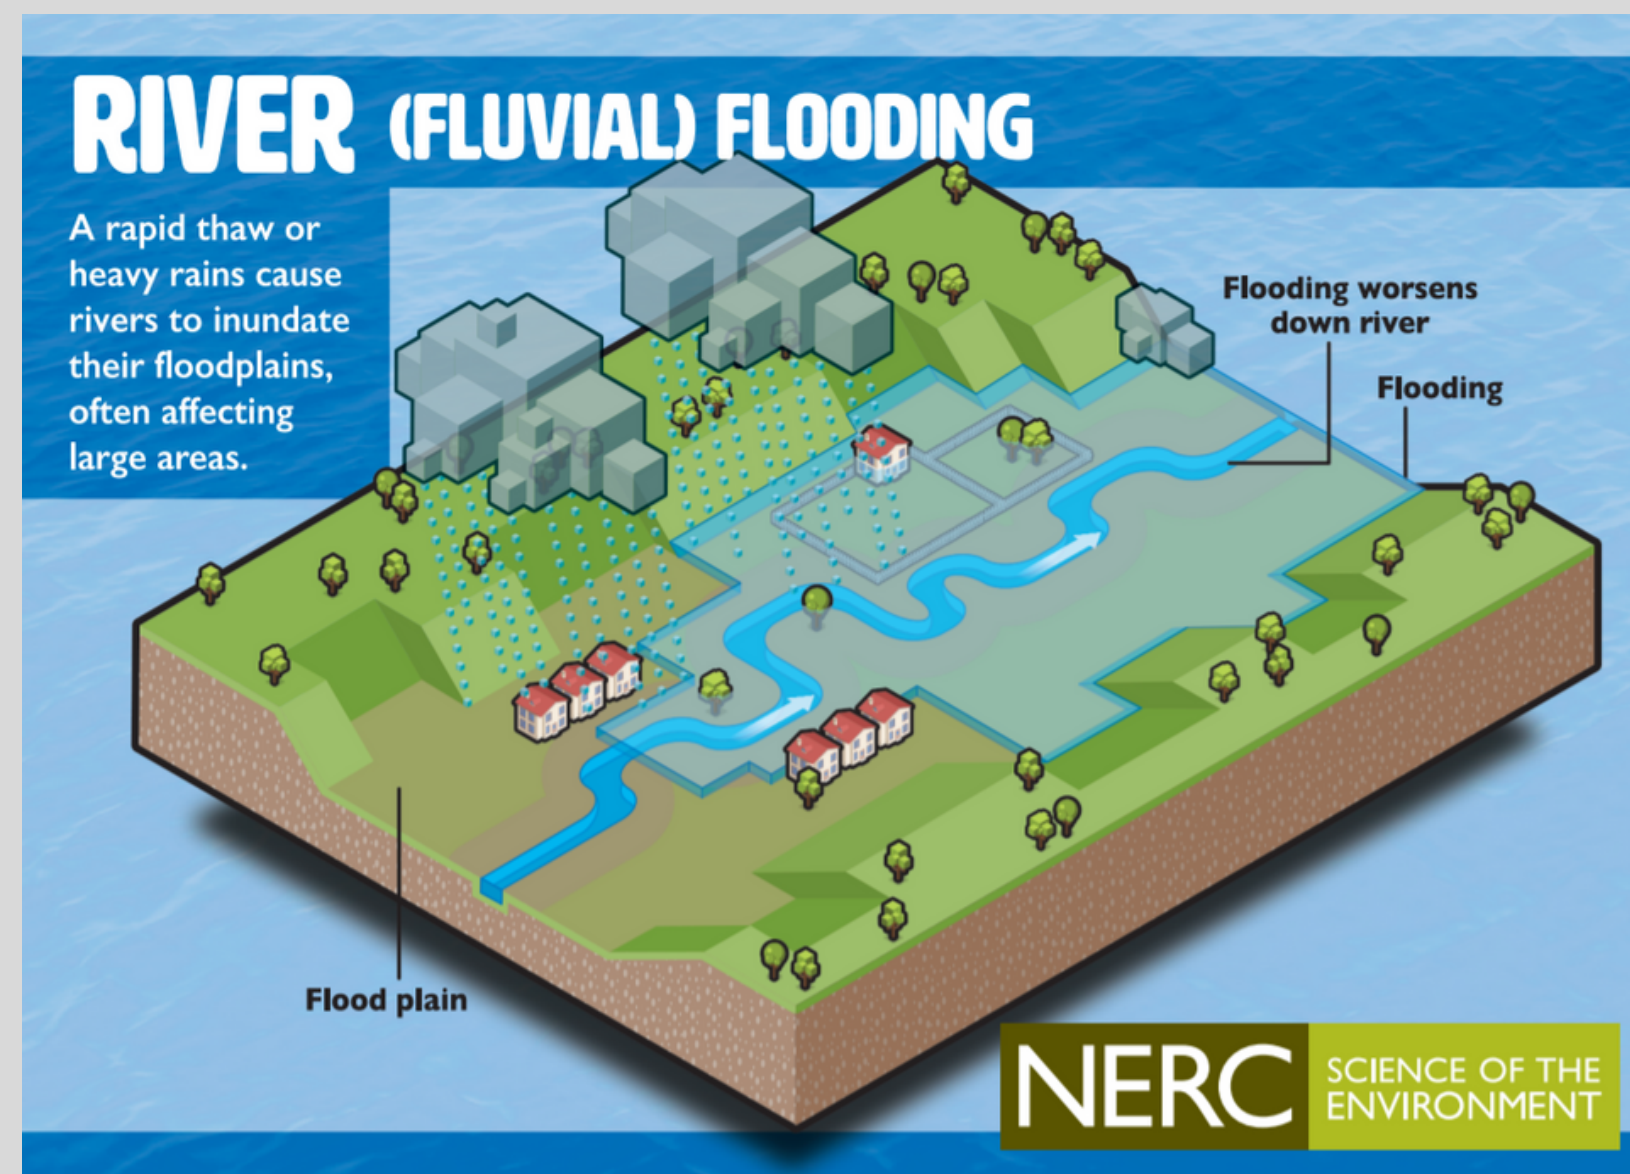 RIVER (FLUVIAL) FLOODING
A rapid thaw or
heavy rains cause
rivers to inundate
their floodplains,
often affecting
large areas.
Flooding worsens
down river
Flooding
Flood plain
NERC
SCIENCE OF THE
ENVIRONMENT